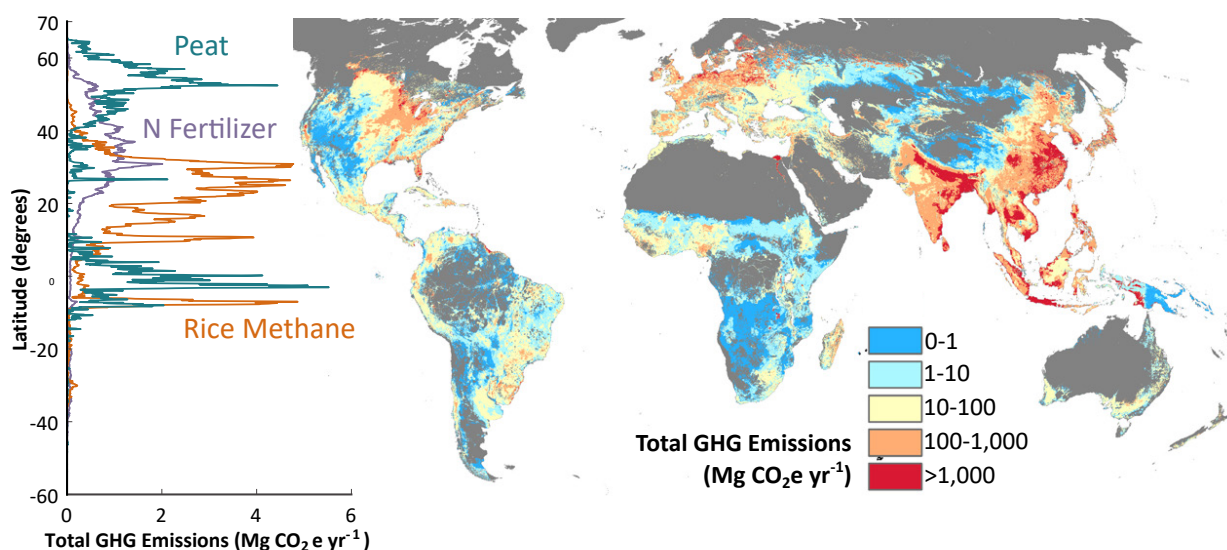 70
60
40
20
0
-20
-40
-60
Latitude (degrees)
0 2 4 6
Total GHG Emissions (Mg CO₂ e yr⁻¹)
Peat
N Fertilizer
Rice Methane
Total GHG Emissions
(Mg CO₂e yr⁻¹)
0-1
1-10
10-100
100-1,000
>1,000